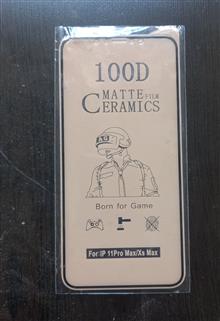 100D
MATTE FILM
CERAMICS
Born for Game
For IP 11Pro Max/Xs Max